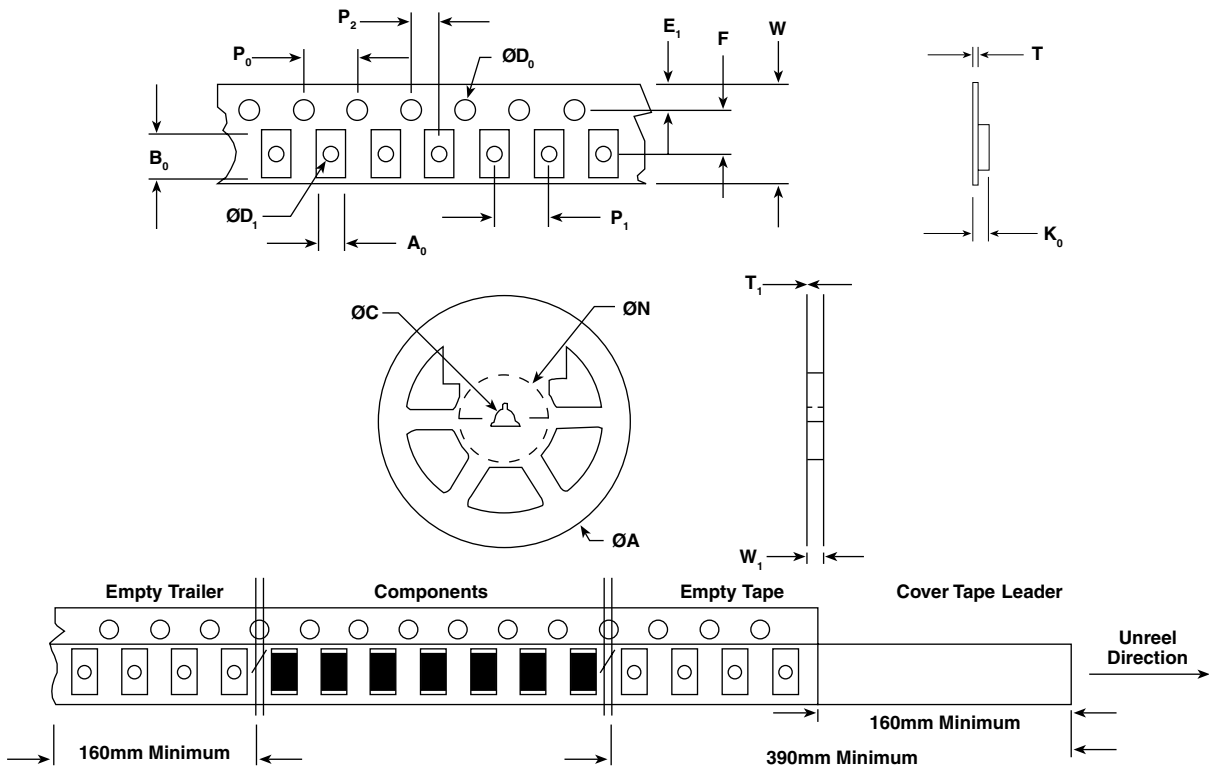 P₂
E₁
F
W
P₀
ØD₀
T
B₀
ØD₁
P₁
A₀
K₀
T₁
ØC
ØN
ØA
W₁
Empty Trailer
Components
Empty Tape
Cover Tape Leader
Unreel
Direction
160mm Minimum
160mm Minimum
390mm Minimum